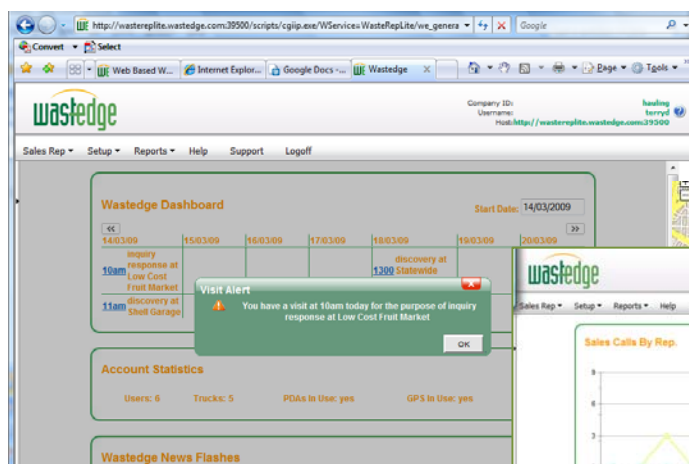 http://wastereplite.wastedge.com:39500/scripts/cgiip.exe/WService=WasteRepLite/we_genera
Google
Convert Select
Web Based W... Internet Explor... Google Docs -... Wastedge X Page Tools
wastedge
Company ID: hauling
Username: terryd
Host: http://wastereplite.wastedge.com:39500
Sales Rep Setup Reports Help Support Logoff
Wastedge Dashboard
Start Date: 14/03/2009
14/03/09 15/03/09 16/03/09 17/03/09 18/03/09 19/03/09 20/03/09
10am inquiry response at Low Cost Fruit Market
1300 discovery at Statewide
11am discovery at Shell Garage
Visit Alert
You have a visit at 10am today for the purpose of inquiry
response at Low Cost Fruit Market
OK
Account Statistics
Users: 6 Trucks: 5 PDAs In Use: yes GPS In Use: yes
Wastedge News Flashes
wastedge
Sales Rep Setup Reports Help
Sales Calls By Rep.
9
6
3